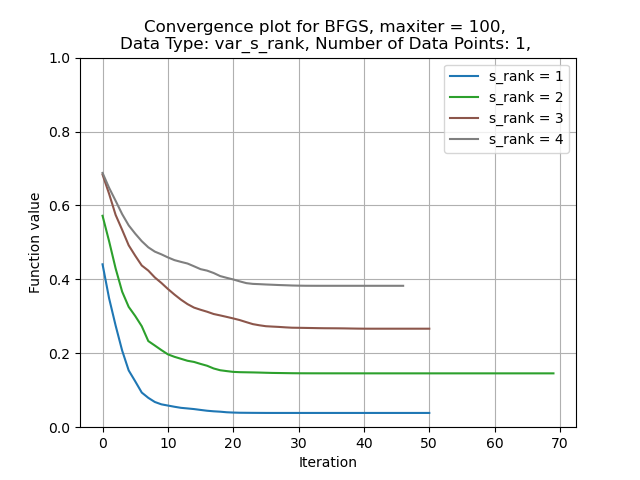 Convergence plot for BFGS, maxiter = 100,
Data Type: var_s_rank, Number of Data Points: 1,
1.0
0.8
0.6
0.4
0.2
0.0
Function value
s_rank = 1
s_rank = 2
s_rank = 3
s_rank = 4
0 10 20 30 40 50 60 70
Iteration